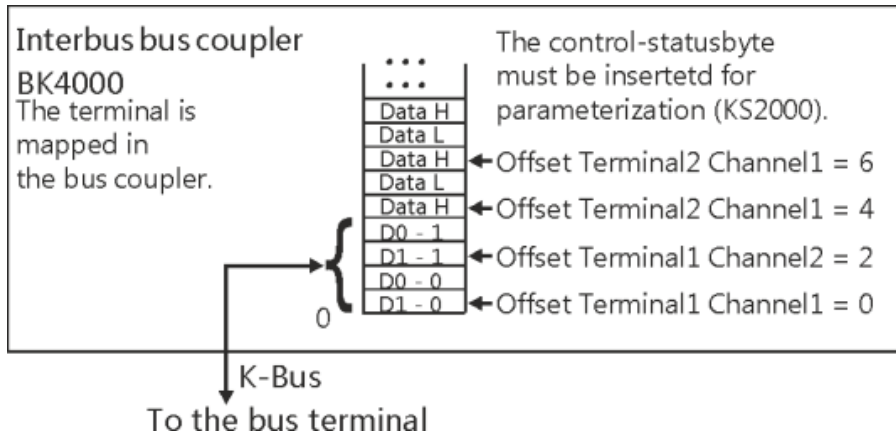 Interbus bus coupler
BK4000
The terminal is
mapped in
the bus coupler.
The control-statusbyte
must be insertetd for
parameterization (KS2000).
Data H
Data L
Data H
Offset Terminal2 Channel1 = 6
Data L
Data H
Offset Terminal2 Channel1 = 4
D0 - 1
D1 - 1
Offset Terminal1 Channel2 = 2
D0 - 0
D1 - 0
Offset Terminal1 Channel1 = 0
0
K-Bus
To the bus terminal